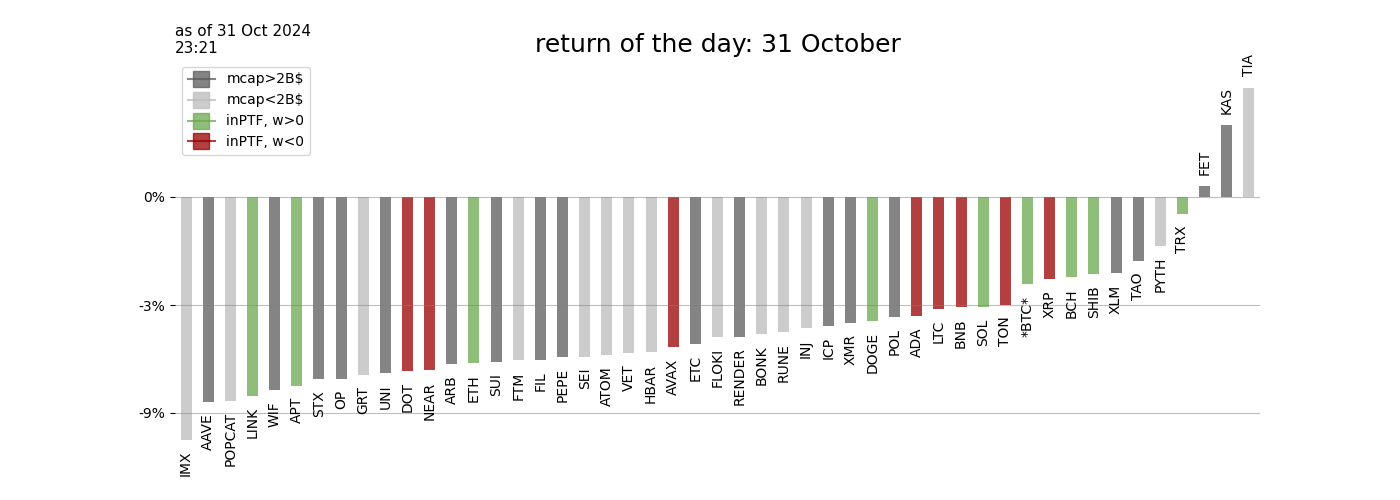 as of 31 Oct 2024
23:21
return of the day: 31 October
mcap>2B$
mcap<2B$
inPTF, w>0
inPTF, w<0
0%
-3%
-9%
IMX
AAVE
POPCAT
LINK
WIF
APT
STX
OP
GRT
UNI
DOT
NEAR
ARB
ETH
SUI
FTM
FIL
PEPE
SEI
ATOM
VET
HBAR
AVAX
ETC
FLOKI
RENDER
BONK
RUNE
INJ
ICP
XMR
DOGE
POL
ADA
LTC
BNB
SOL
TON
*BTC*
XRP
BCH
SHIB
XLM
TAO
PYTH
TRX
FET
KAS
TIA